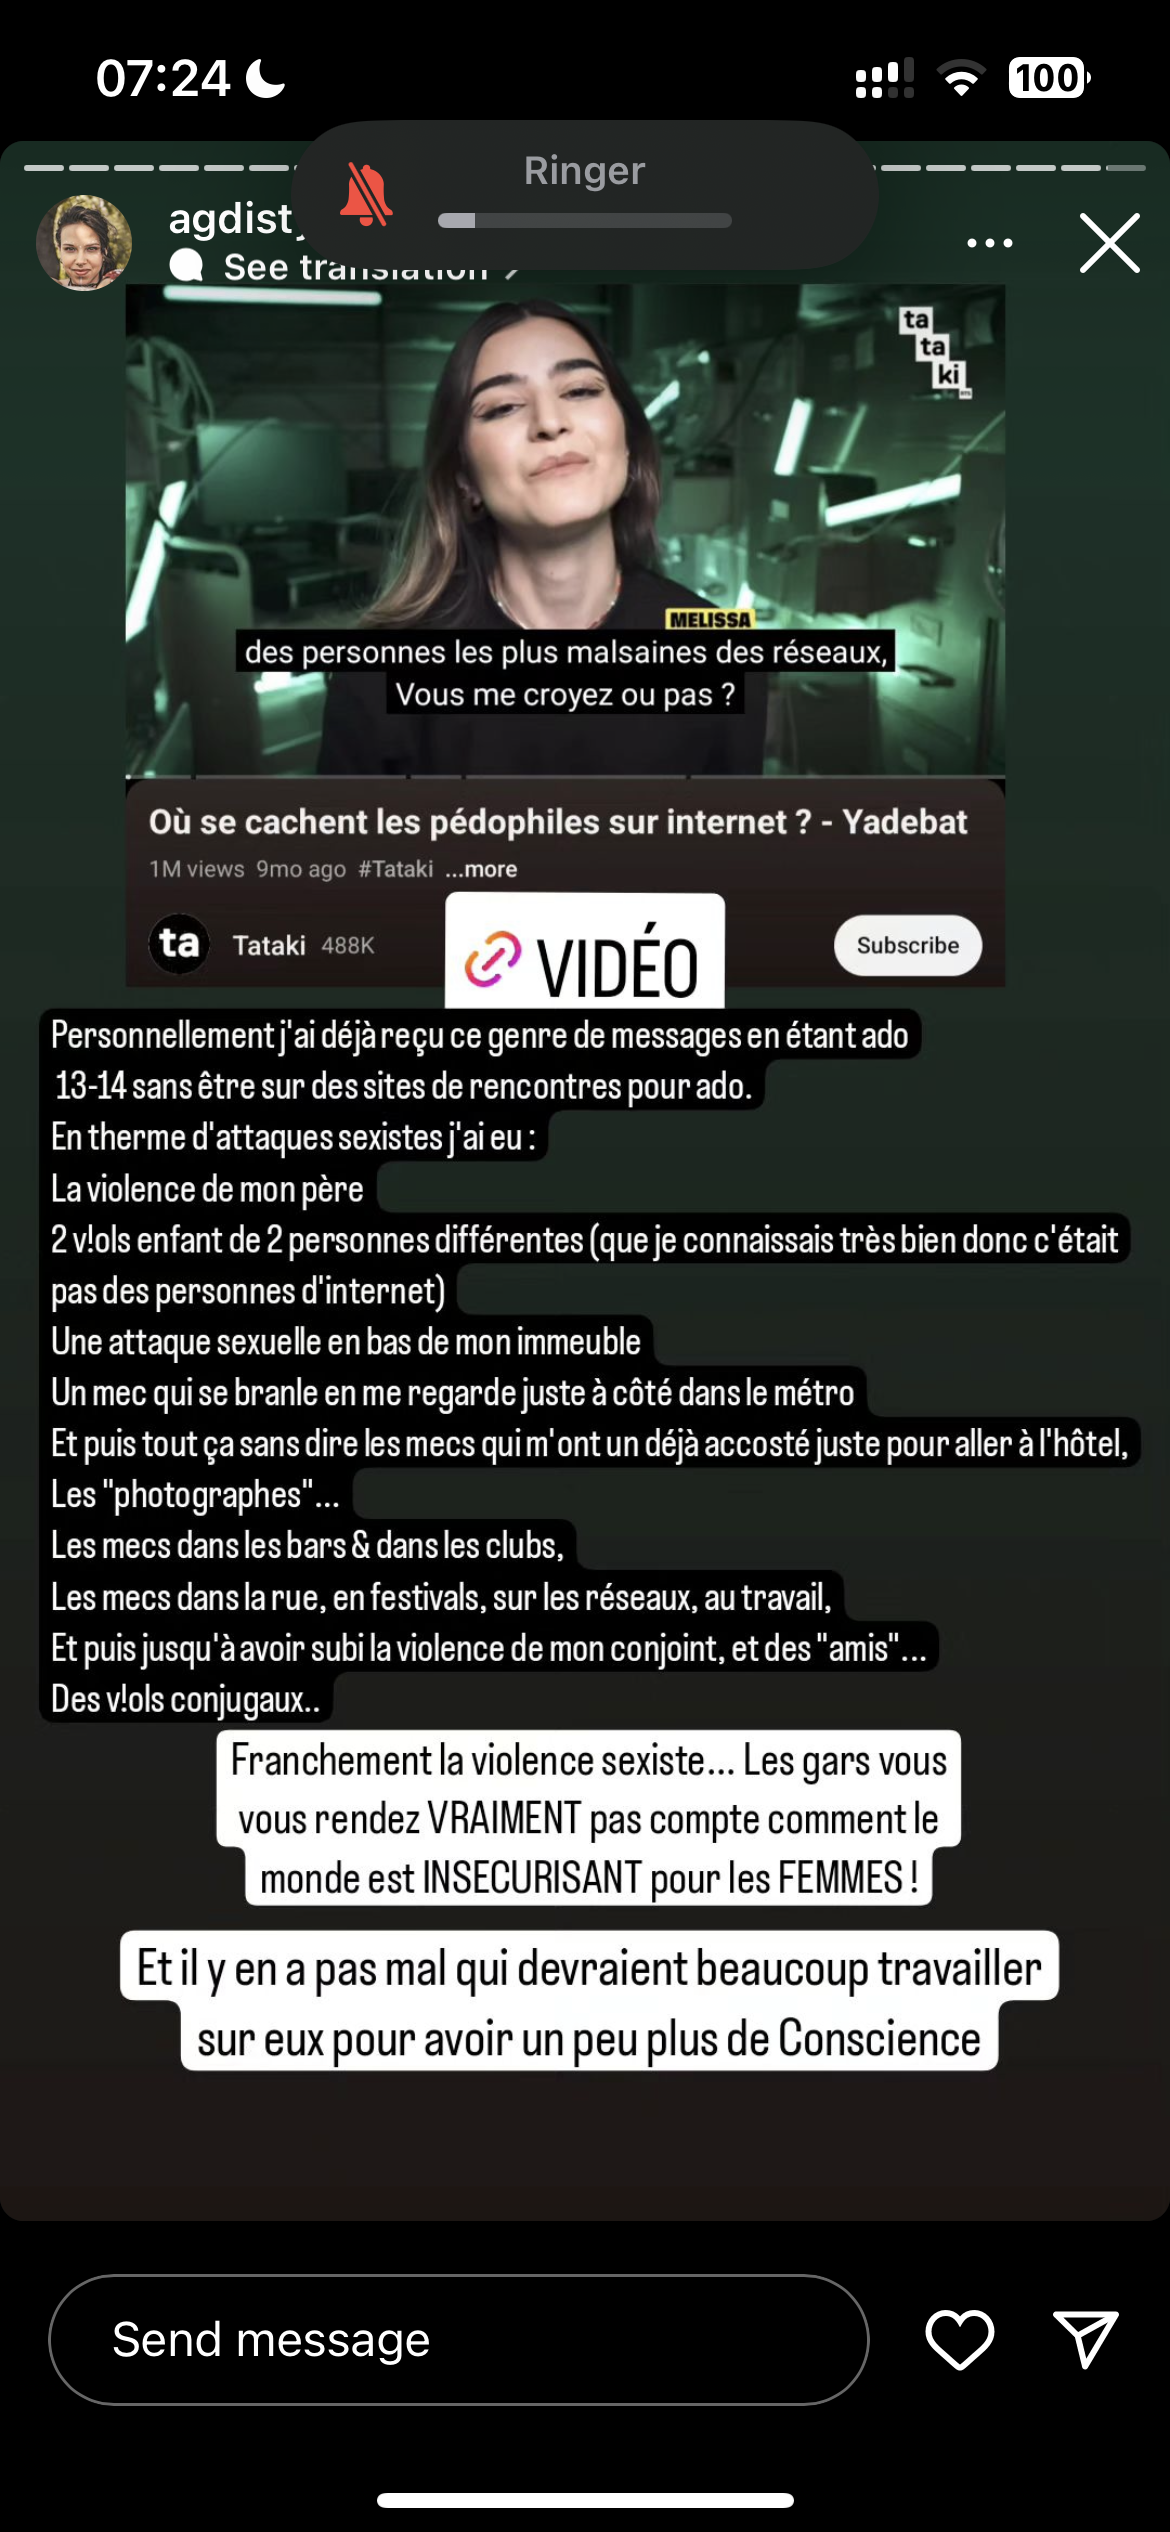 07:24
100
Ringer
See translation
ta
ta
ki
MELISSA
des personnes les plus malsaines des réseaux,
Vous me croyez ou pas ?
Où se cachent les pédophiles sur internet ? - Yadebat
1M views 9mo ago #Tataki ...more
ta Tataki 488K
VIDÉO
Subscribe
Personnellement j'ai déjà reçu ce genre de messages en étant ado
13-14 sans être sur des sites de rencontres pour ado.
En therme d'attaques sexistes j'ai eu :
La violence de mon père
2 v!ols enfant de 2 personnes différentes (que je connaissais très bien donc c'était
pas des personnes d'internet)
Une attaque sexuelle en bas de mon immeuble
Un mec qui se branle en me regarde juste à côté dans le métro
Et puis tout ça sans dire les mecs qui m'ont un déjà accosté juste pour aller à l'hôtel,
Les "photographes"...
Les mecs dans les bars & dans les clubs,
Les mecs dans la rue, en festivals, sur les réseaux, au travail,
Et puis jusqu'à avoir subi la violence de mon conjoint, et des "amis"...
Des v!ols conjugaux..
Franchement la violence sexiste... Les gars vous
vous rendez VRAIMENT pas compte comment le
monde est INSECURISANT pour les FEMMES !
Et il y en a pas mal qui devraient beaucoup travailler
sur eux pour avoir un peu plus de Conscience
Send message